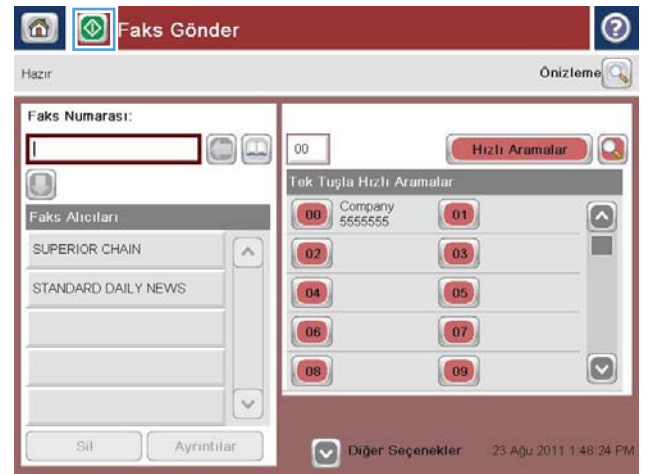 Faks Gönder
?
Hazır
Önizleme
Faks Numarası:
00
Hızlı Aramalar
Tek Tuşla Hızlı Aramalar
Faks Alıcıları
00 Company 01
5555555
SUPERIOR CHAIN
02 03
STANDARD DAILY NEWS
04 05
06 07
08 09
Sil Ayrıntılar
Diğer Seçenekler
23 Ağu 2011 1:48:24 PM